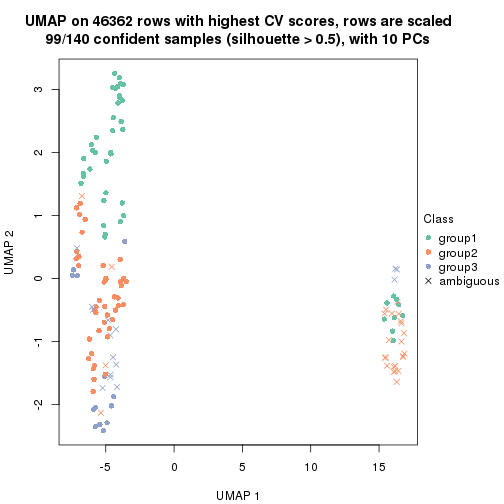 UMAP on 46362 rows with highest CV scores, rows are scaled
99/140 confident samples (silhouette > 0.5), with 10 PCs
3
2
1
0
-1
-2
UMAP 2
-5
0
5
10
15
UMAP 1
Class
group1
group2
group3
ambiguous